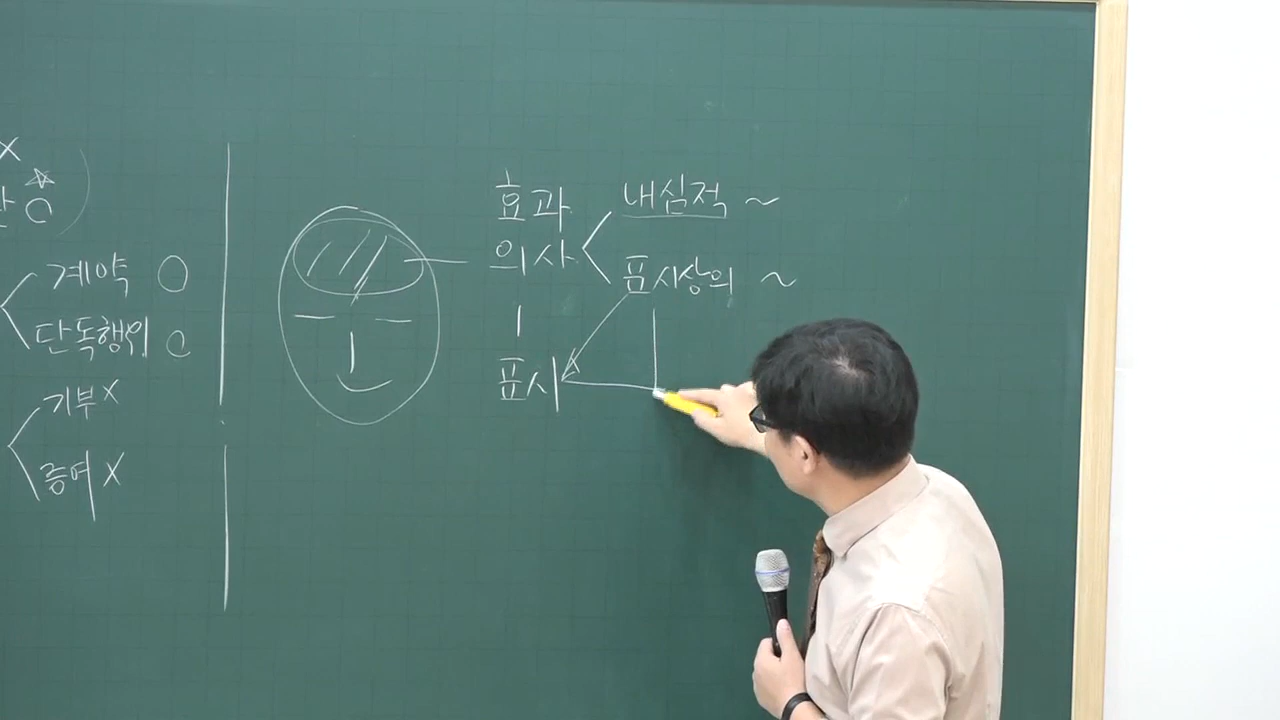 X
☆
O
계약 O
단독행위 O
기부 X
증여 X
효과
의사
표시
내심적 ~
표시상의 ~